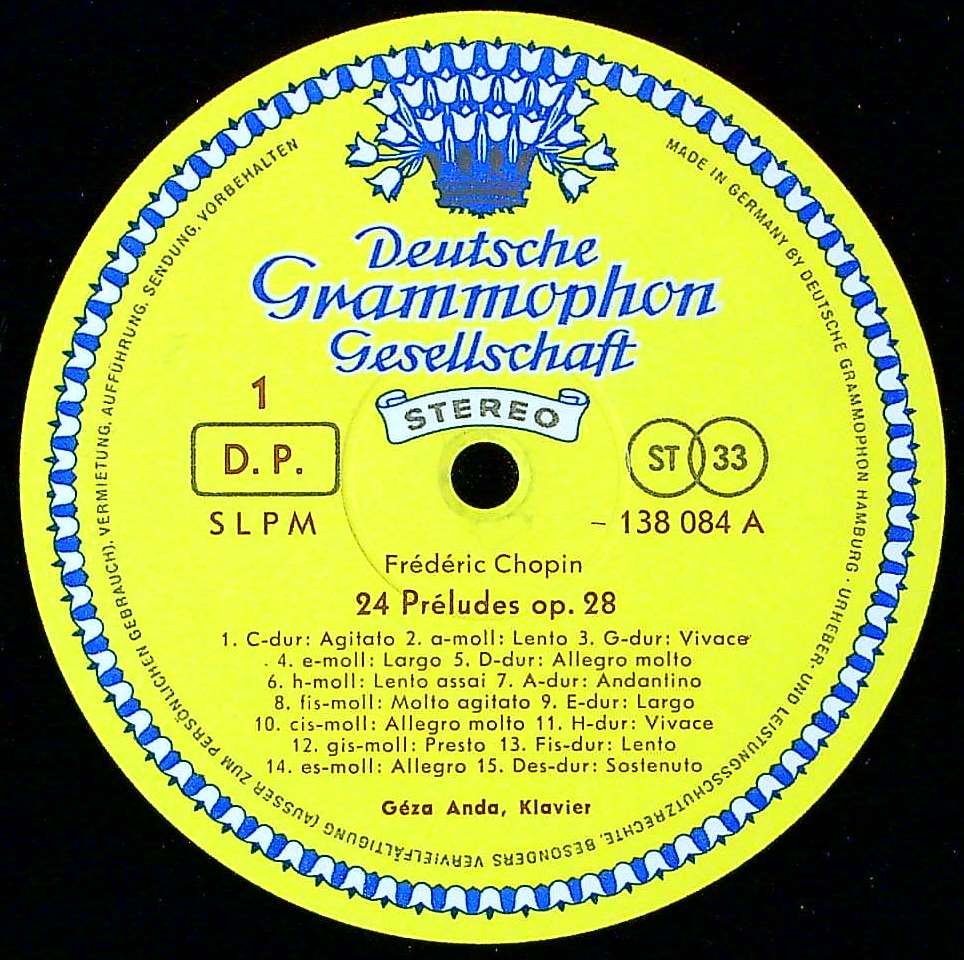 Deutsche
Grammophon
Gesellschaft
STEREO
1
D. P.
SLPM
ST 33
– 138 084 A
Frédéric Chopin
24 Préludes op. 28
1. C-dur: Agitato 2. a-moll: Lento 3. G-dur: Vivace
4. e-moll: Largo 5. D-dur: Allegro molto
6. h-moll: Lento assai 7. A-dur: Andantino
8. fis-moll: Molto agitato 9. E-dur: Largo
10. cis-moll: Allegro molto 11. H-dur: Vivace
12. gis-moll: Presto 13. Fis-dur: Lento
14. es-moll: Allegro 15. Des-dur: Sostenuto
Géza Anda, Klavier
MADE IN GERMANY BY DEUTSCHE GRAMMOPHON HAMBURG · URHEBER- UND LEISTUNGSSCHUTZRECHTE, BESONDERS VERVIELFÄLTIGUNG (AUSSER ZUM PERSÖNLICHEN GEBRAUCH), VERMIETUNG, AUFFÜHRUNG, SENDUNG, VORBEHALTEN